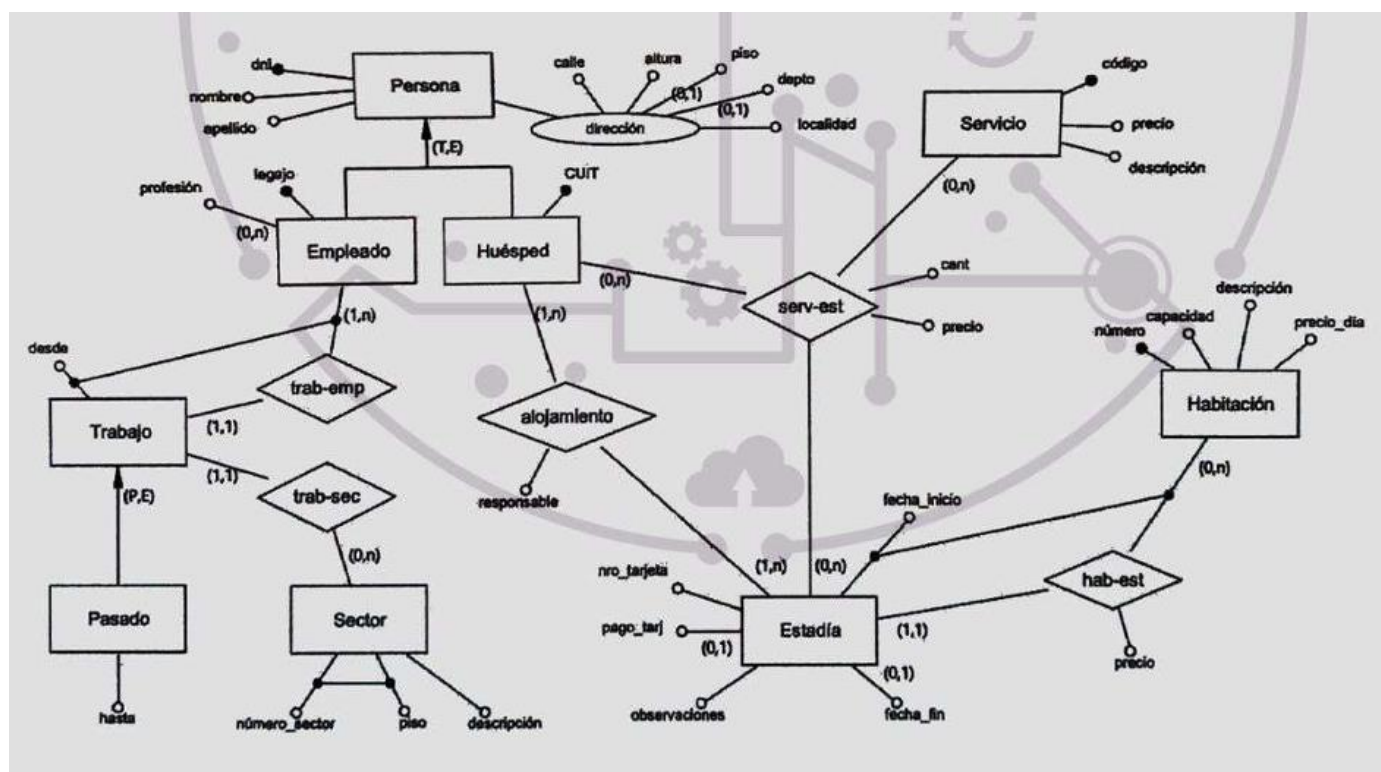 dni
nombre
apellido
Persona
calle
altura
piso
(0,1)
depto
(0,1)
localidad
dirección
código
Servicio
precio
descripción
(T,E)
profesión
legajo
CUIT
(0,n)
Empleado
Huésped
(0,n)
(0,n)
(1,n)
(1,n)
serv-est
cant
precio
descripción
capacidad
número
precio_día
Habitación
(0,n)
desde
trab-emp
Trabajo
(1,1)
(1,1)
alojamiento
responsable
(P,E)
trab-sec
(0,n)
fecha_inicio
(1,n)
(0,n)
nro_tarjeta
hab-est
precio
Pasado
Sector
pago_tarj
(0,1)
Estadía
(1,1)
(0,1)
hasta
número_sector
piso
descripción
observaciones
fecha_fin